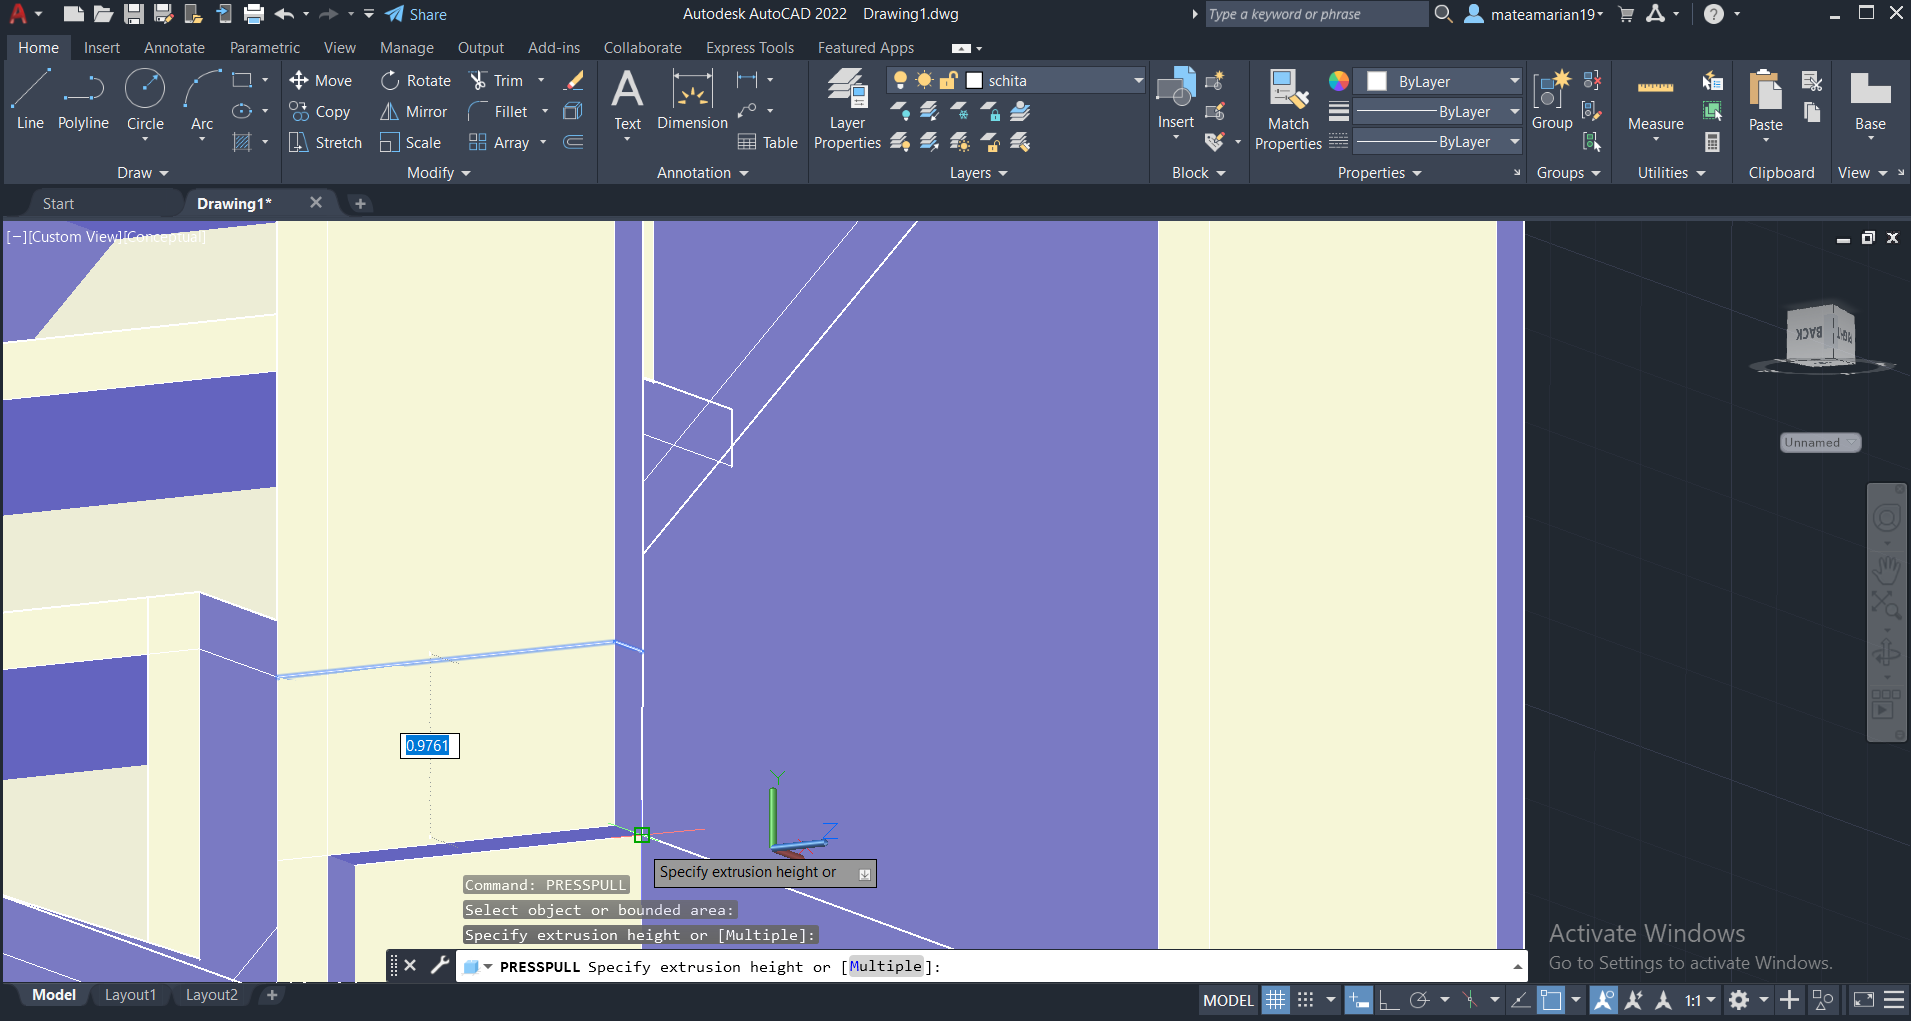 Share
Autodesk AutoCAD 2022 Drawing1.dwg
Type a keyword or phrase
mateamarian19
Home Insert Annotate Parametric View Manage Output Add-ins Collaborate Express Tools Featured Apps
Line Polyline Circle Arc
Draw
Move Rotate Trim
Copy Mirror Fillet
Stretch Scale Array
Modify
Text Dimension
Table
Annotation
Layer
Properties
schita
Layers
Insert
Block
Match
Properties
ByLayer
ByLayer
ByLayer
Properties
Group
Groups
Measure
Utilities
Paste
Clipboard
Base
View
Start Drawing1*
[−][Custom View][Conceptual]
BACK RIGHT
Unnamed
0.9761
Y
Z
Specify extrusion height or
Command: PRESSPULL
Select object or bounded area:
Specify extrusion height or [Multiple]:
PRESSPULL Specify extrusion height or [Multiple]:
Activate Windows
Go to Settings to activate Windows.
Model Layout1 Layout2
MODEL 1:1